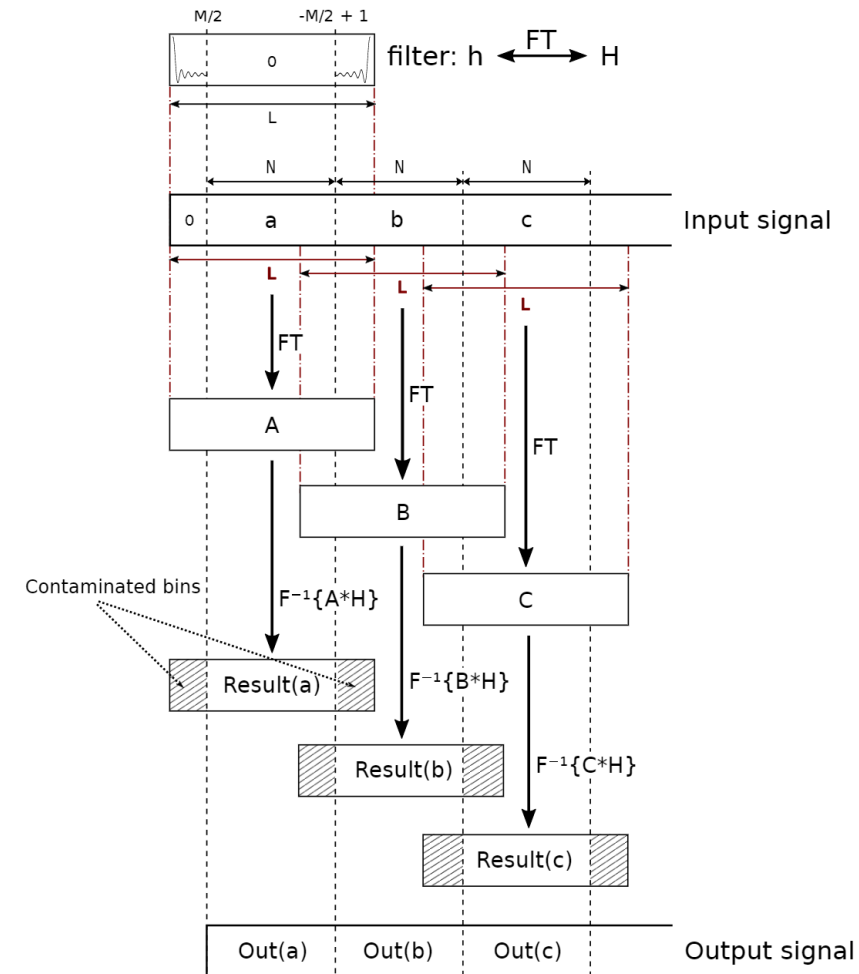 M/2 -M/2 + 1
o filter: h FT H
L
N N N
o a b c Input signal
L
L
L
FT
A
FT
FT
B
Contaminated bins
F⁻¹{A*H}
C
Result(a)
F⁻¹{B*H}
Result(b)
F⁻¹{C*H}
Result(c)
Out(a) Out(b) Out(c) Output signal